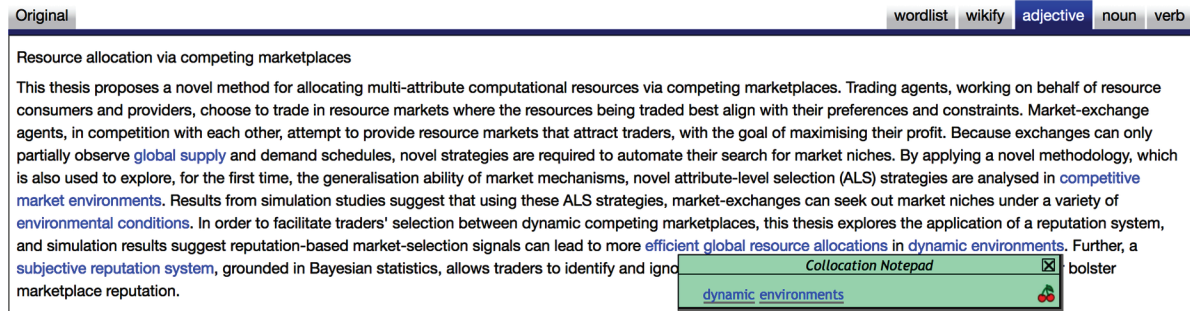 Original wordlist wikify adjective noun verb
Resource allocation via competing marketplaces
This thesis proposes a novel method for allocating multi-attribute computational resources via competing marketplaces. Trading agents, working on behalf of resource
consumers and providers, choose to trade in resource markets where the resources being traded best align with their preferences and constraints. Market-exchange
agents, in competition with each other, attempt to provide resource markets that attract traders, with the goal of maximising their profit. Because exchanges can only
partially observe global supply and demand schedules, novel strategies are required to automate their search for market niches. By applying a novel methodology, which
is also used to explore, for the first time, the generalisation ability of market mechanisms, novel attribute-level selection (ALS) strategies are analysed in competitive
market environments. Results from simulation studies suggest that using these ALS strategies, market-exchanges can seek out market niches under a variety of
environmental conditions. In order to facilitate traders' selection between dynamic competing marketplaces, this thesis explores the application of a reputation system,
and simulation results suggest reputation-based market-selection signals can lead to more efficient global resource allocations in dynamic environments. Further, a
subjective reputation system, grounded in Bayesian statistics, allows traders to identify and igno bolster
marketplace reputation.
Collocation Notepad
dynamic environments